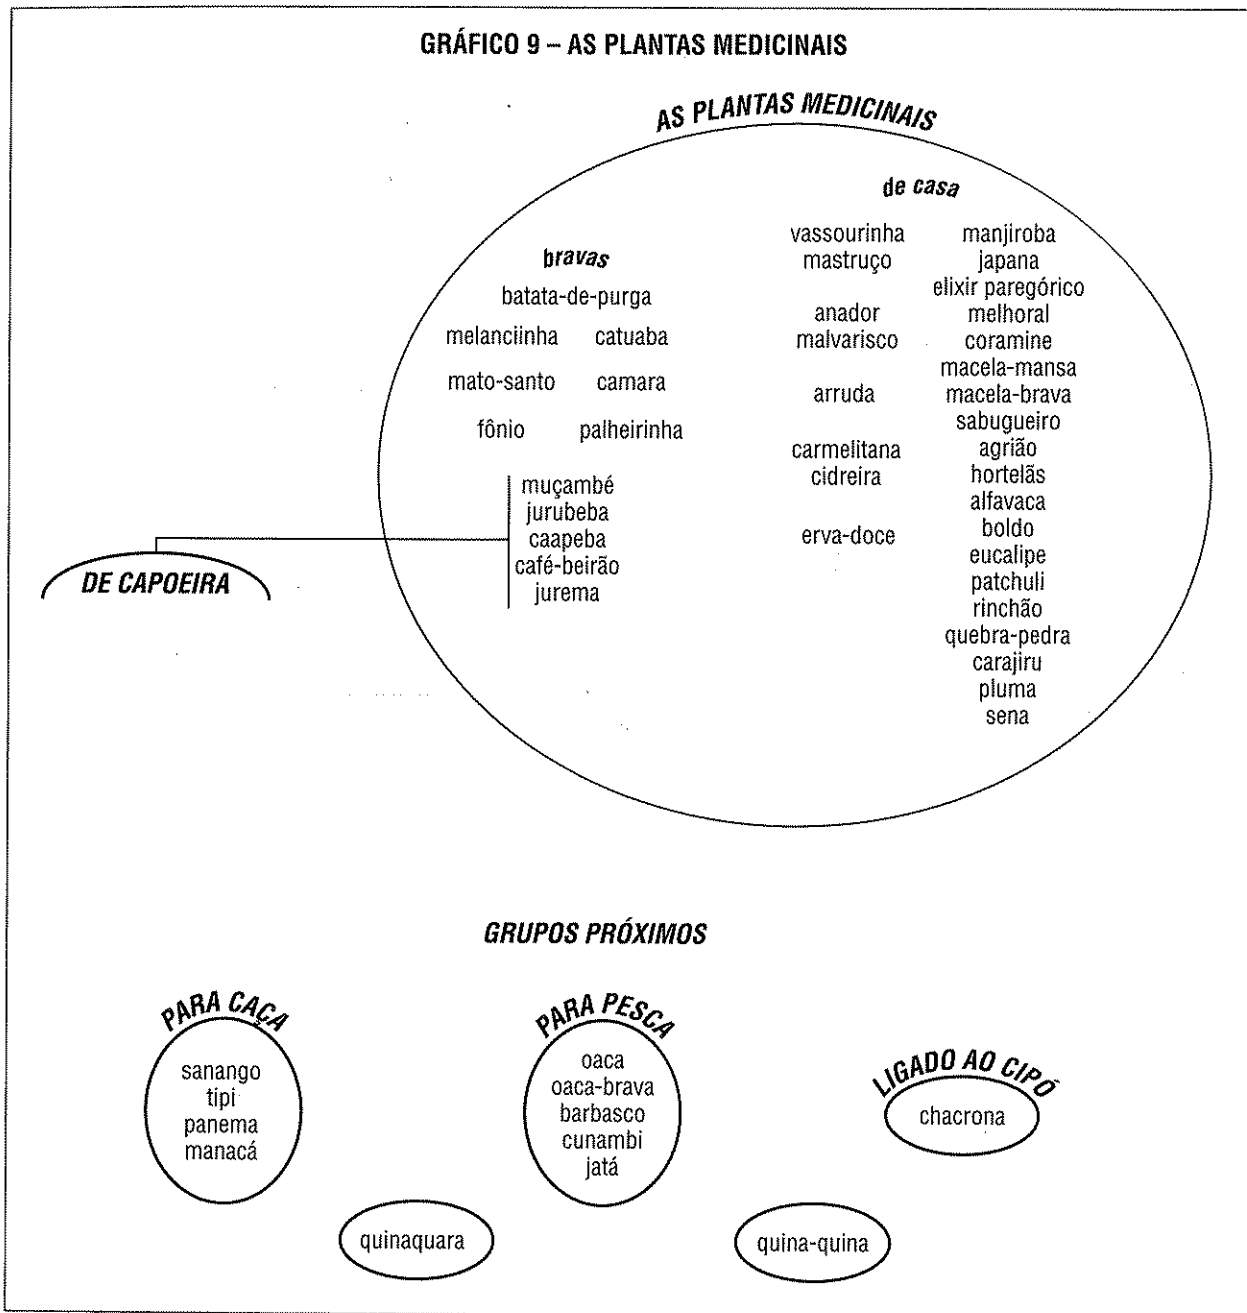 GRÁFICO 9 – AS PLANTAS MEDICINAIS
AS PLANTAS MEDICINAIS
bravas
batata-de-purga
melanciinha catuaba
mato-santo camara
fônio palheirinha
muçambé
jurubeba
caapeba
café-beirão
jurema
DE CAPOEIRA
de casa
vassourinha manjiroba
mastruço japana
elixir paregórico
anador melhoral
malvarisco coramine
macela-mansa
arruda macela-brava
sabugueiro
carmelitana agrião
cidreira hortelãs
alfavaca
erva-doce boldo
eucalipe
patchuli
rinchão
quebra-pedra
carajiru
pluma
sena
GRUPOS PRÓXIMOS
PARA CAÇA
sanango
tipi
panema
manacá
PARA PESCA
oaca
oaca-brava
barbasco
cunambi
jatá
LIGADO AO CIPÓ
chacrona
quinaquara
quina-quina